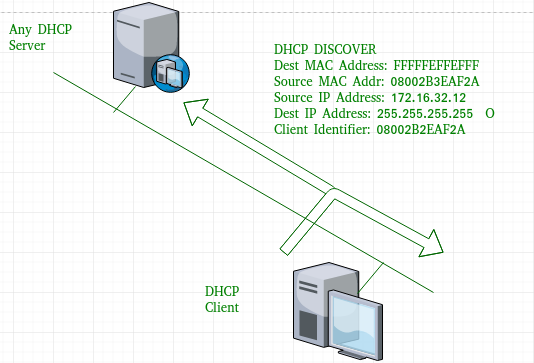 Any DHCP
Server
DHCP DISCOVER
Dest MAC Address: FFFFFEFFEFFF
Source MAC Addr: 08002B3EAF2A
Source IP Address: 172.16.32.12
Dest IP Address: 255.255.255.255 O
Client Identifier: 08002B2EAF2A
DHCP
Client